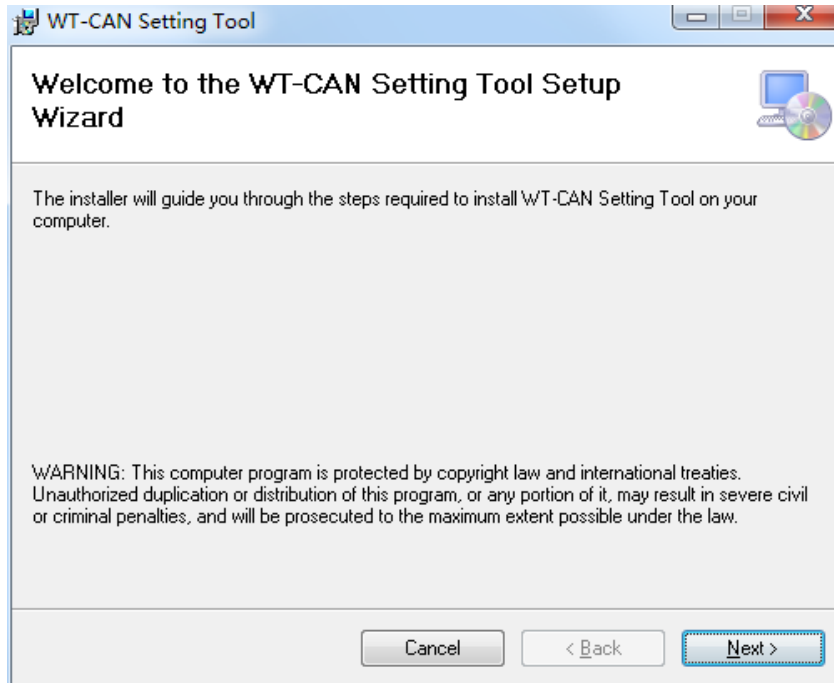 WT-CAN Setting Tool
Welcome to the WT-CAN Setting Tool Setup
Wizard
The installer will guide you through the steps required to install WT-CAN Setting Tool on your
computer.
WARNING: This computer program is protected by copyright law and international treaties.
Unauthorized duplication or distribution of this program, or any portion of it, may result in severe civil
or criminal penalties, and will be prosecuted to the maximum extent possible under the law.
Cancel
< Back
Next >